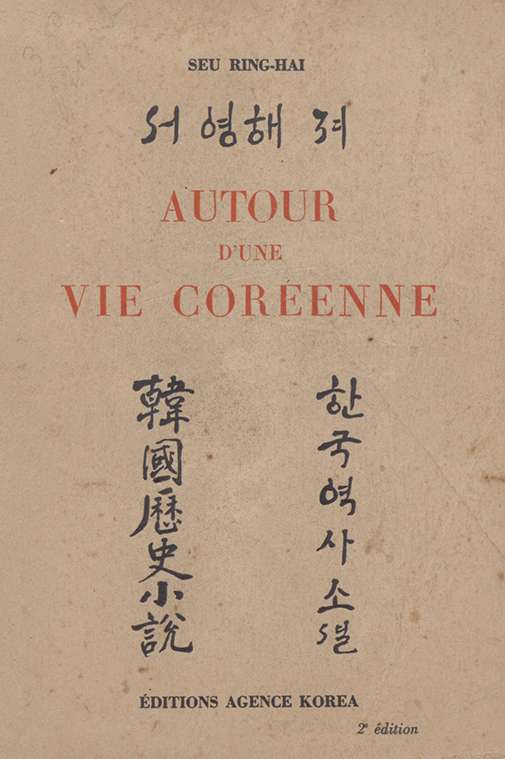 SEU RING-HAI
서영해 저
AUTOUR
D'UNE
VIE CORÉENNE
韓國歷史小說
한국역사소설
ÉDITIONS AGENCE KOREA
2e édition